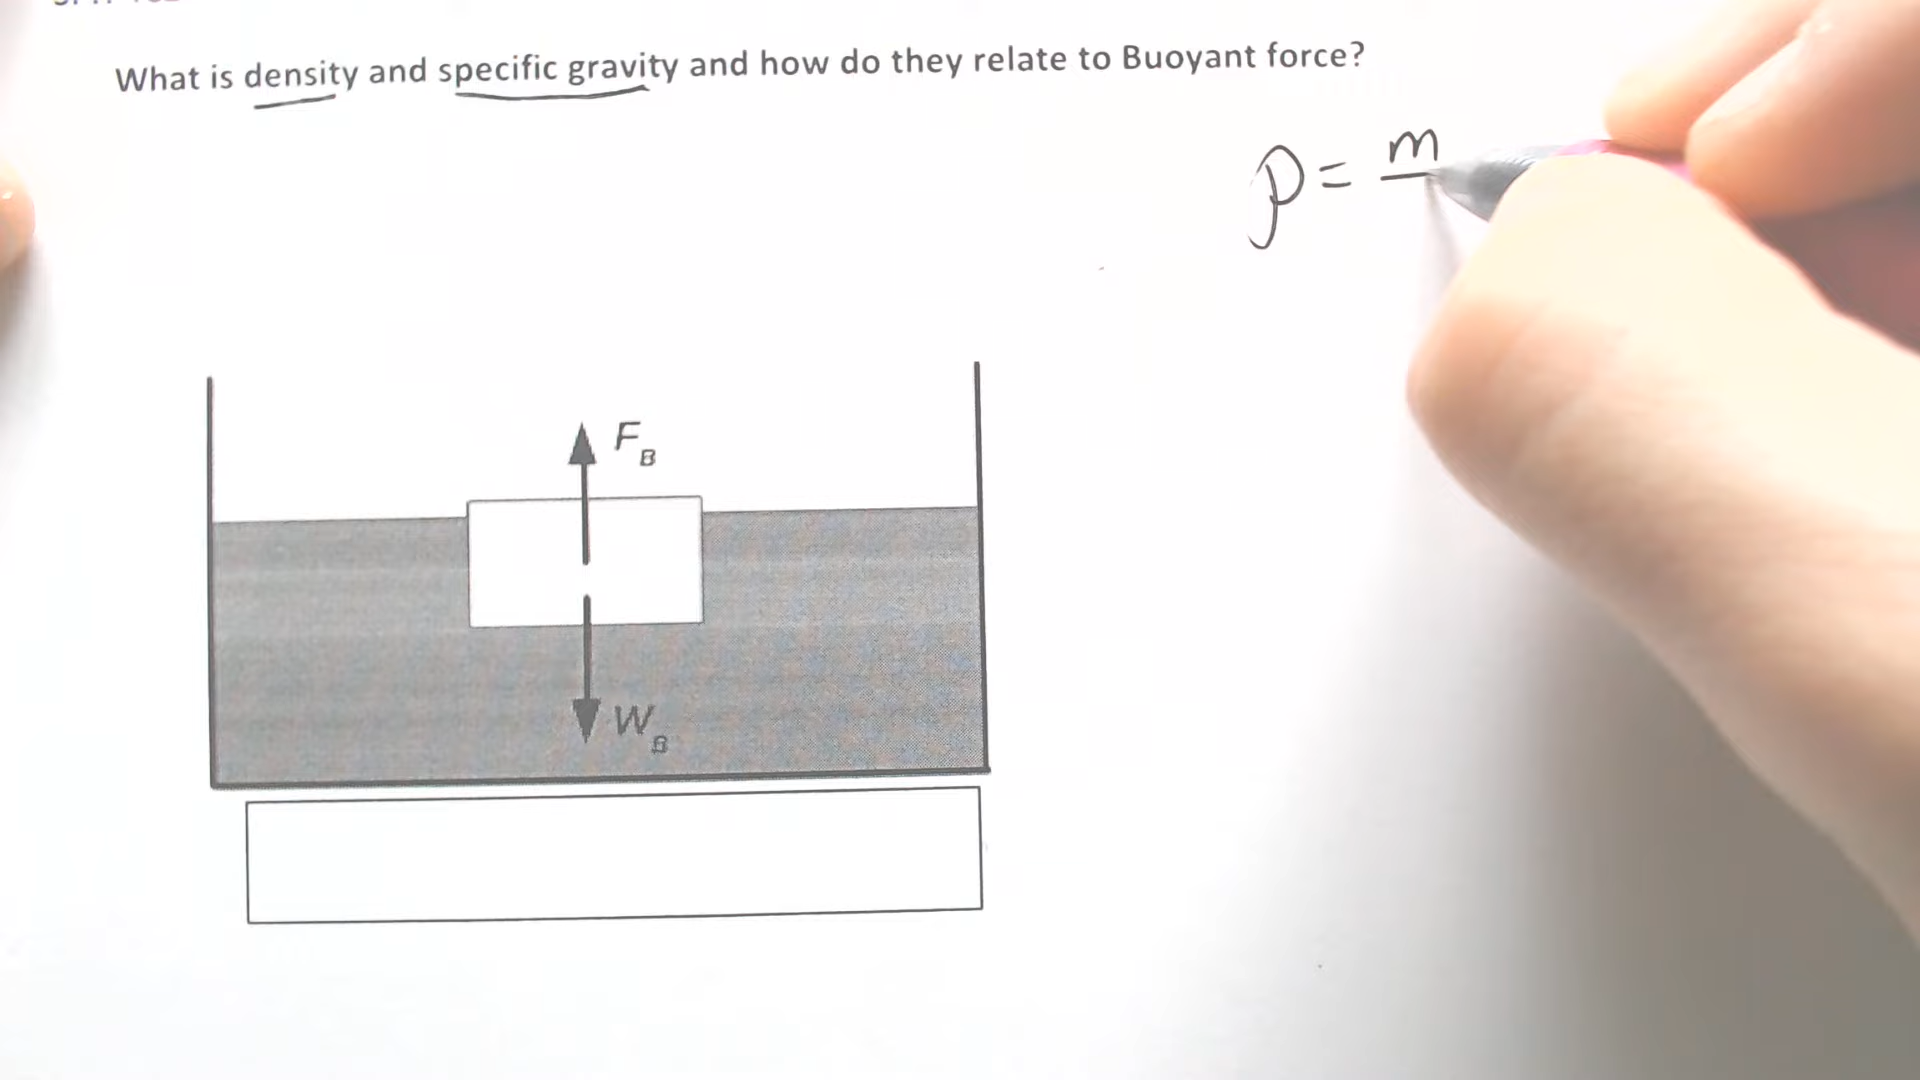 What is density and specific gravity and how do they relate to Buoyant force?
ρ = m
F_B
W_B